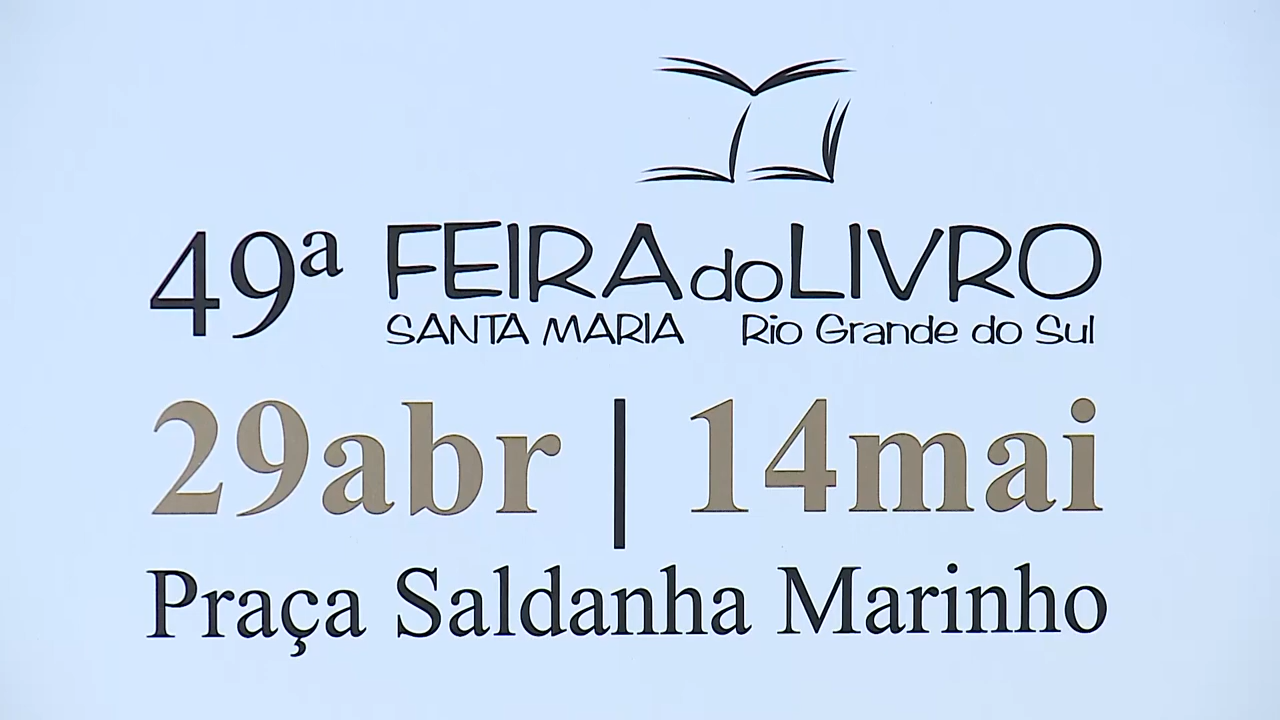 49ª FEIRA do LIVRO
SANTA MARIA Rio Grande do Sul
29abr | 14mai
Praça Saldanha Marinho